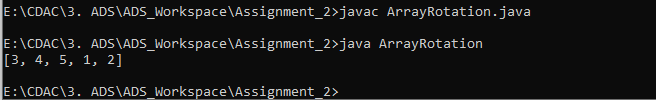 E:\CDAC\3. ADS\ADS_Workspace\Assignment_2>javac ArrayRotation.java
E:\CDAC\3. ADS\ADS_Workspace\Assignment_2>java ArrayRotation
[3, 4, 5, 1, 2]
E:\CDAC\3. ADS\ADS_Workspace\Assignment_2>